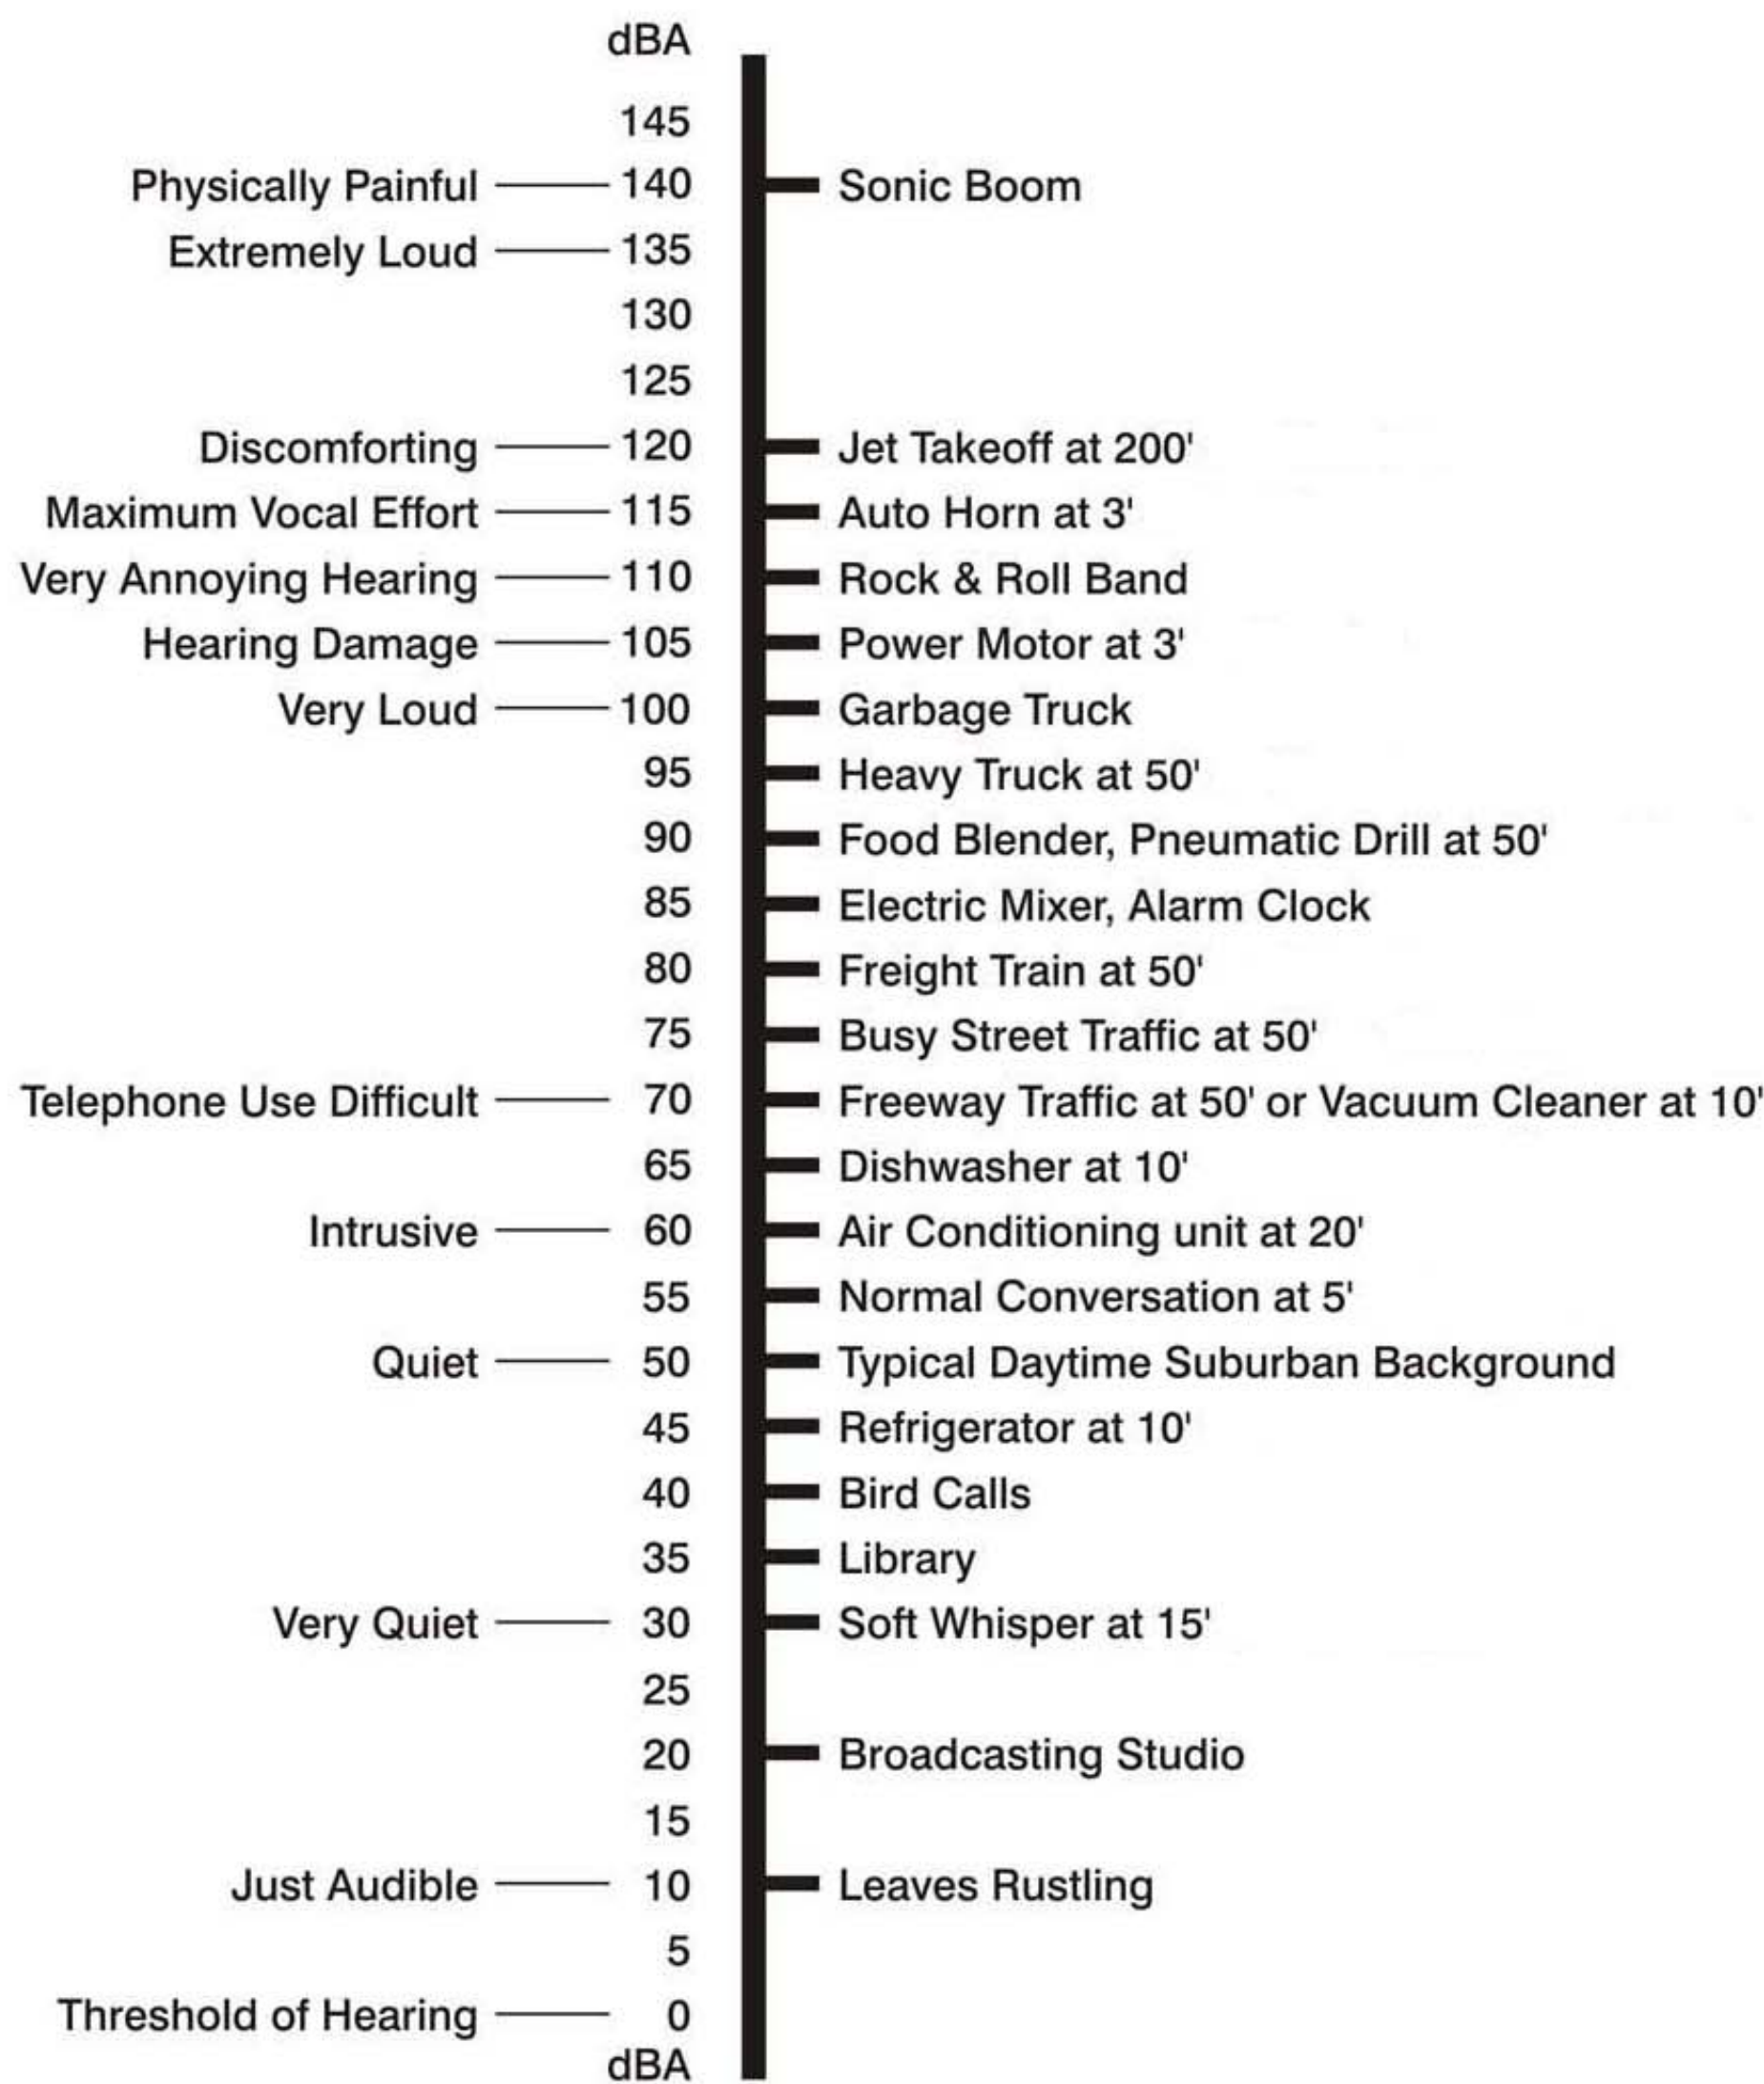 dBA
145
Physically Painful 140 Sonic Boom
Extremely Loud 135
130
125
Discomforting 120 Jet Takeoff at 200'
Maximum Vocal Effort 115 Auto Horn at 3'
Very Annoying Hearing 110 Rock & Roll Band
Hearing Damage 105 Power Motor at 3'
Very Loud 100 Garbage Truck
95 Heavy Truck at 50'
90 Food Blender, Pneumatic Drill at 50'
85 Electric Mixer, Alarm Clock
80 Freight Train at 50'
75 Busy Street Traffic at 50'
Telephone Use Difficult 70 Freeway Traffic at 50' or Vacuum Cleaner at 10'
65 Dishwasher at 10'
Intrusive 60 Air Conditioning unit at 20'
55 Normal Conversation at 5'
Quiet 50 Typical Daytime Suburban Background
45 Refrigerator at 10'
40 Bird Calls
35 Library
Very Quiet 30 Soft Whisper at 15'
25
20 Broadcasting Studio
15
Just Audible 10 Leaves Rustling
5
Threshold of Hearing 0
dBA